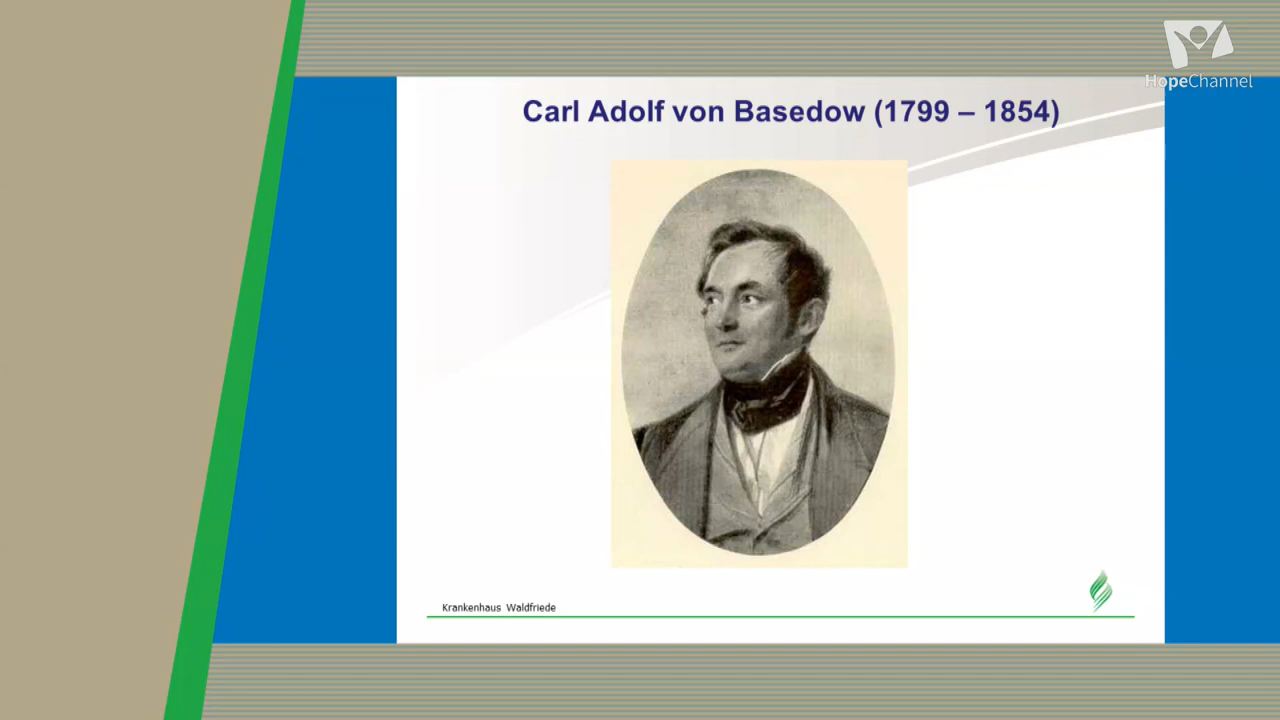 HopeChannel
Carl Adolf von Basedow (1799 – 1854)
Krankenhaus Waldfriede